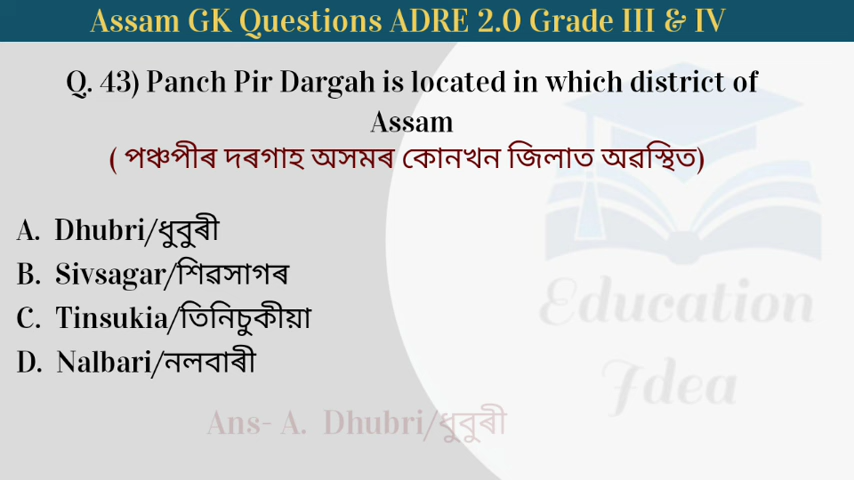 Assam GK Questions ADRE 2.0 Grade III & IV
Q. 43) Panch Pir Dargah is located in which district of
Assam
( পঞ্চপীৰ দৰগাহ অসমৰ কোনখন জিলাত অৱস্থিত)
A. Dhubri/ধুবুৰী
B. Sivsagar/শিৱসাগৰ
C. Tinsukia/তিনিচুকীয়া
D. Nalbari/নলবাৰী
Ans- A. Dhubri/ধুবুৰী
Education
Idea